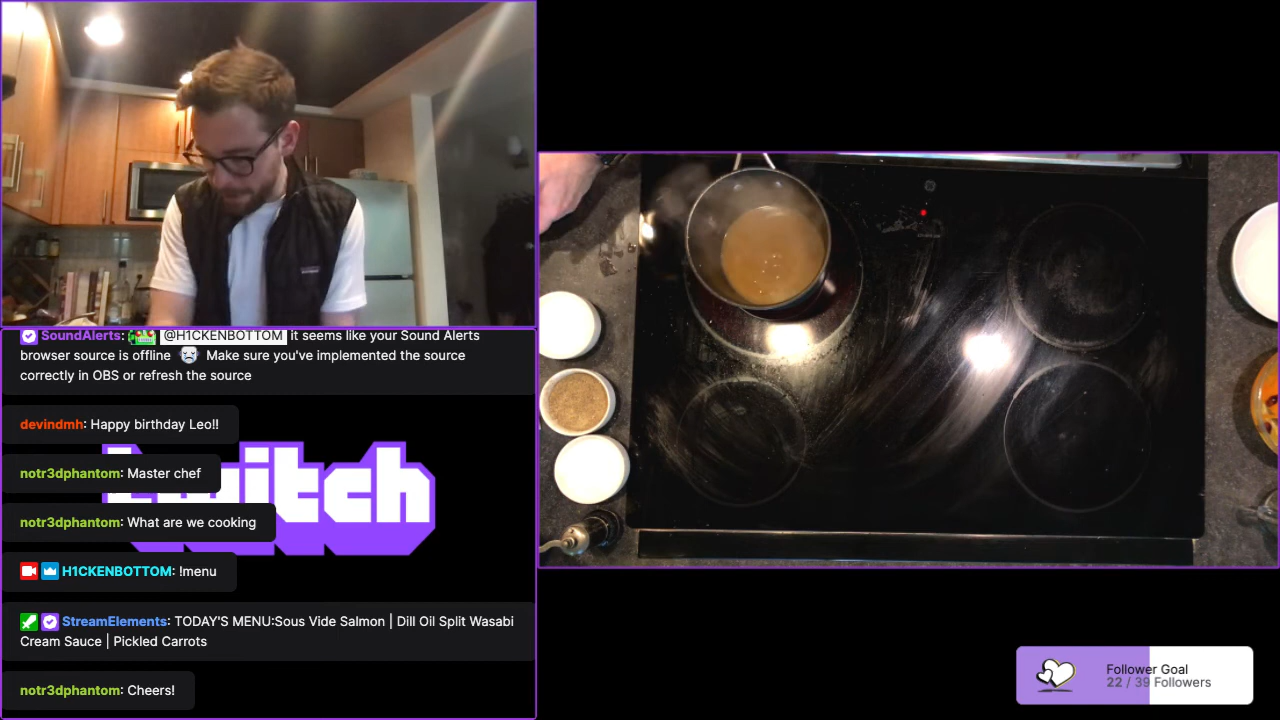 SoundAlerts: @H1CKENBOTTOM it seems like your Sound Alerts
browser source is offline Make sure you've implemented the source
correctly in OBS or refresh the source
devindmh: Happy birthday Leo!!
notr3dphantom: Master chef
twitch
notr3dphantom: What are we cooking
H1CKENBOTTOM: !menu
StreamElements: TODAY'S MENU:Sous Vide Salmon | Dill Oil Split Wasabi
Cream Sauce | Pickled Carrots
notr3dphantom: Cheers!
Follower Goal
22 / 39 Followers